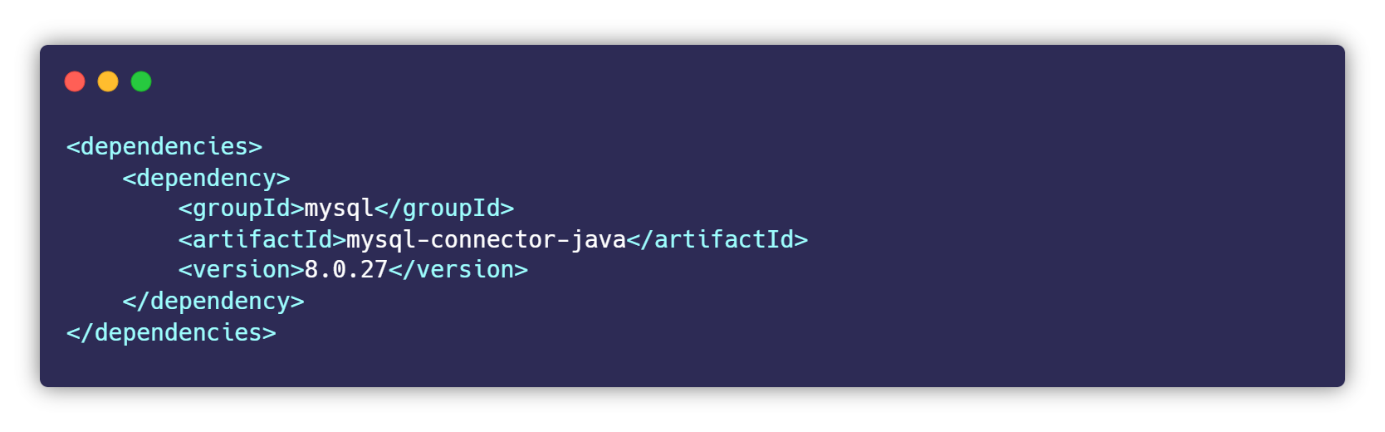 <dependencies>
    <dependency>
        <groupId>mysql</groupId>
        <artifactId>mysql-connector-java</artifactId>
        <version>8.0.27</version>
    </dependency>
</dependencies>